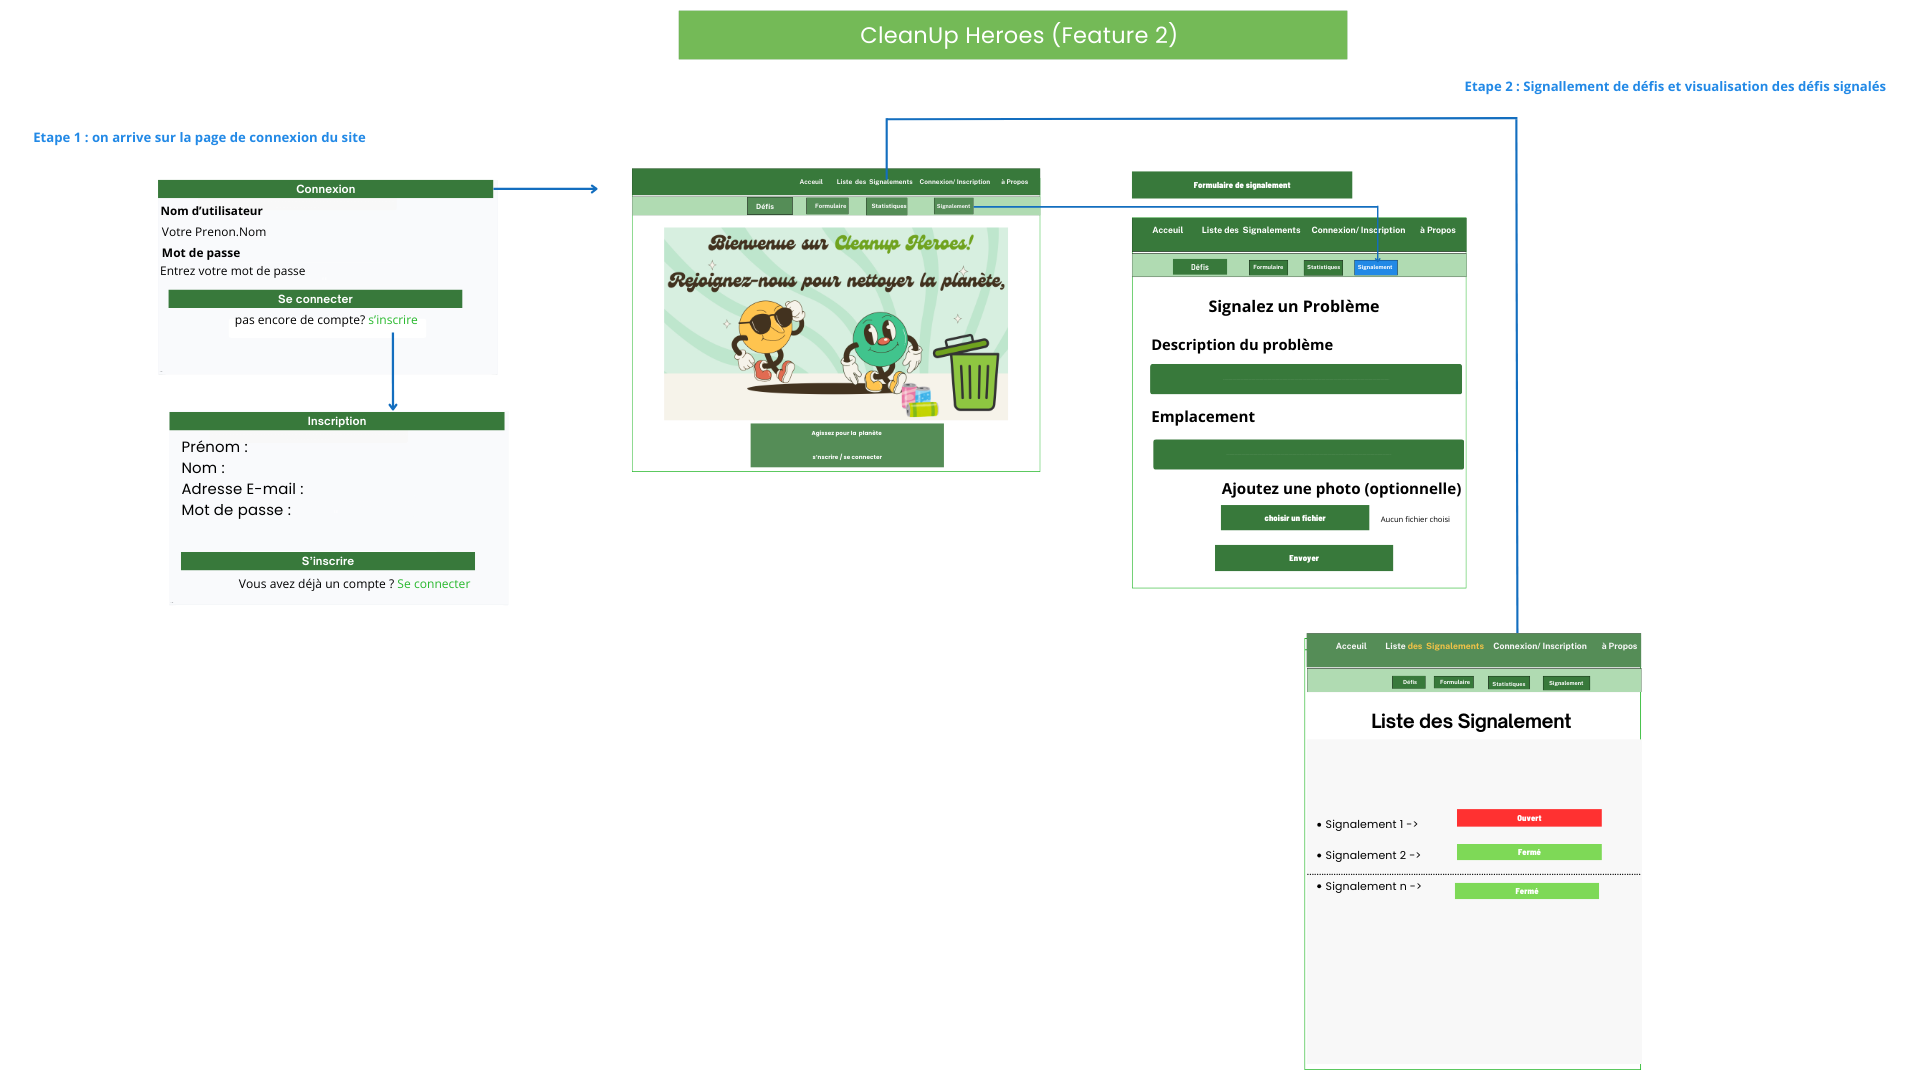 CleanUp Heroes (Feature 2)
Etape 2 : Signallement de défis et visualisation des défis signalés
Etape 1 : on arrive sur la page de connexion du site
Connexion
Nom d’utilisateur
Votre Prenon.Nom
Mot de passe
Entrez votre mot de passe
Se connecter
pas encore de compte? s’inscrire
Inscription
Prénom :
Nom :
Adresse E-mail :
Mot de passe :
S’inscrire
Vous avez déjà un compte ? Se connecter
Acceuil Liste des Signalements Connexion/ Inscription à Propos
Défis Formulaire Statistiques Signalement
Bienvenue sur Cleanup Heroes!
Rejoignez-nous pour nettoyer la planète,
Agissez pour la planète
s’nscrire / se connecter
Formulaire de signalement
Acceuil Liste des Signalements Connexion/ Inscription à Propos
Défis Formulaire Statistiques Signalement
Signalez un Problème
Description du problème
Emplacement
Ajoutez une photo (optionnelle)
choisir un fichier Aucun fichier choisi
Envoyer
Acceuil Liste des Signalements Connexion/ Inscription à Propos
Défis Formulaire Statistiques Signalement
Liste des Signalement
• Signalement 1 -> Ouvert
• Signalement 2 -> Fermé
• Signalement n -> Fermé